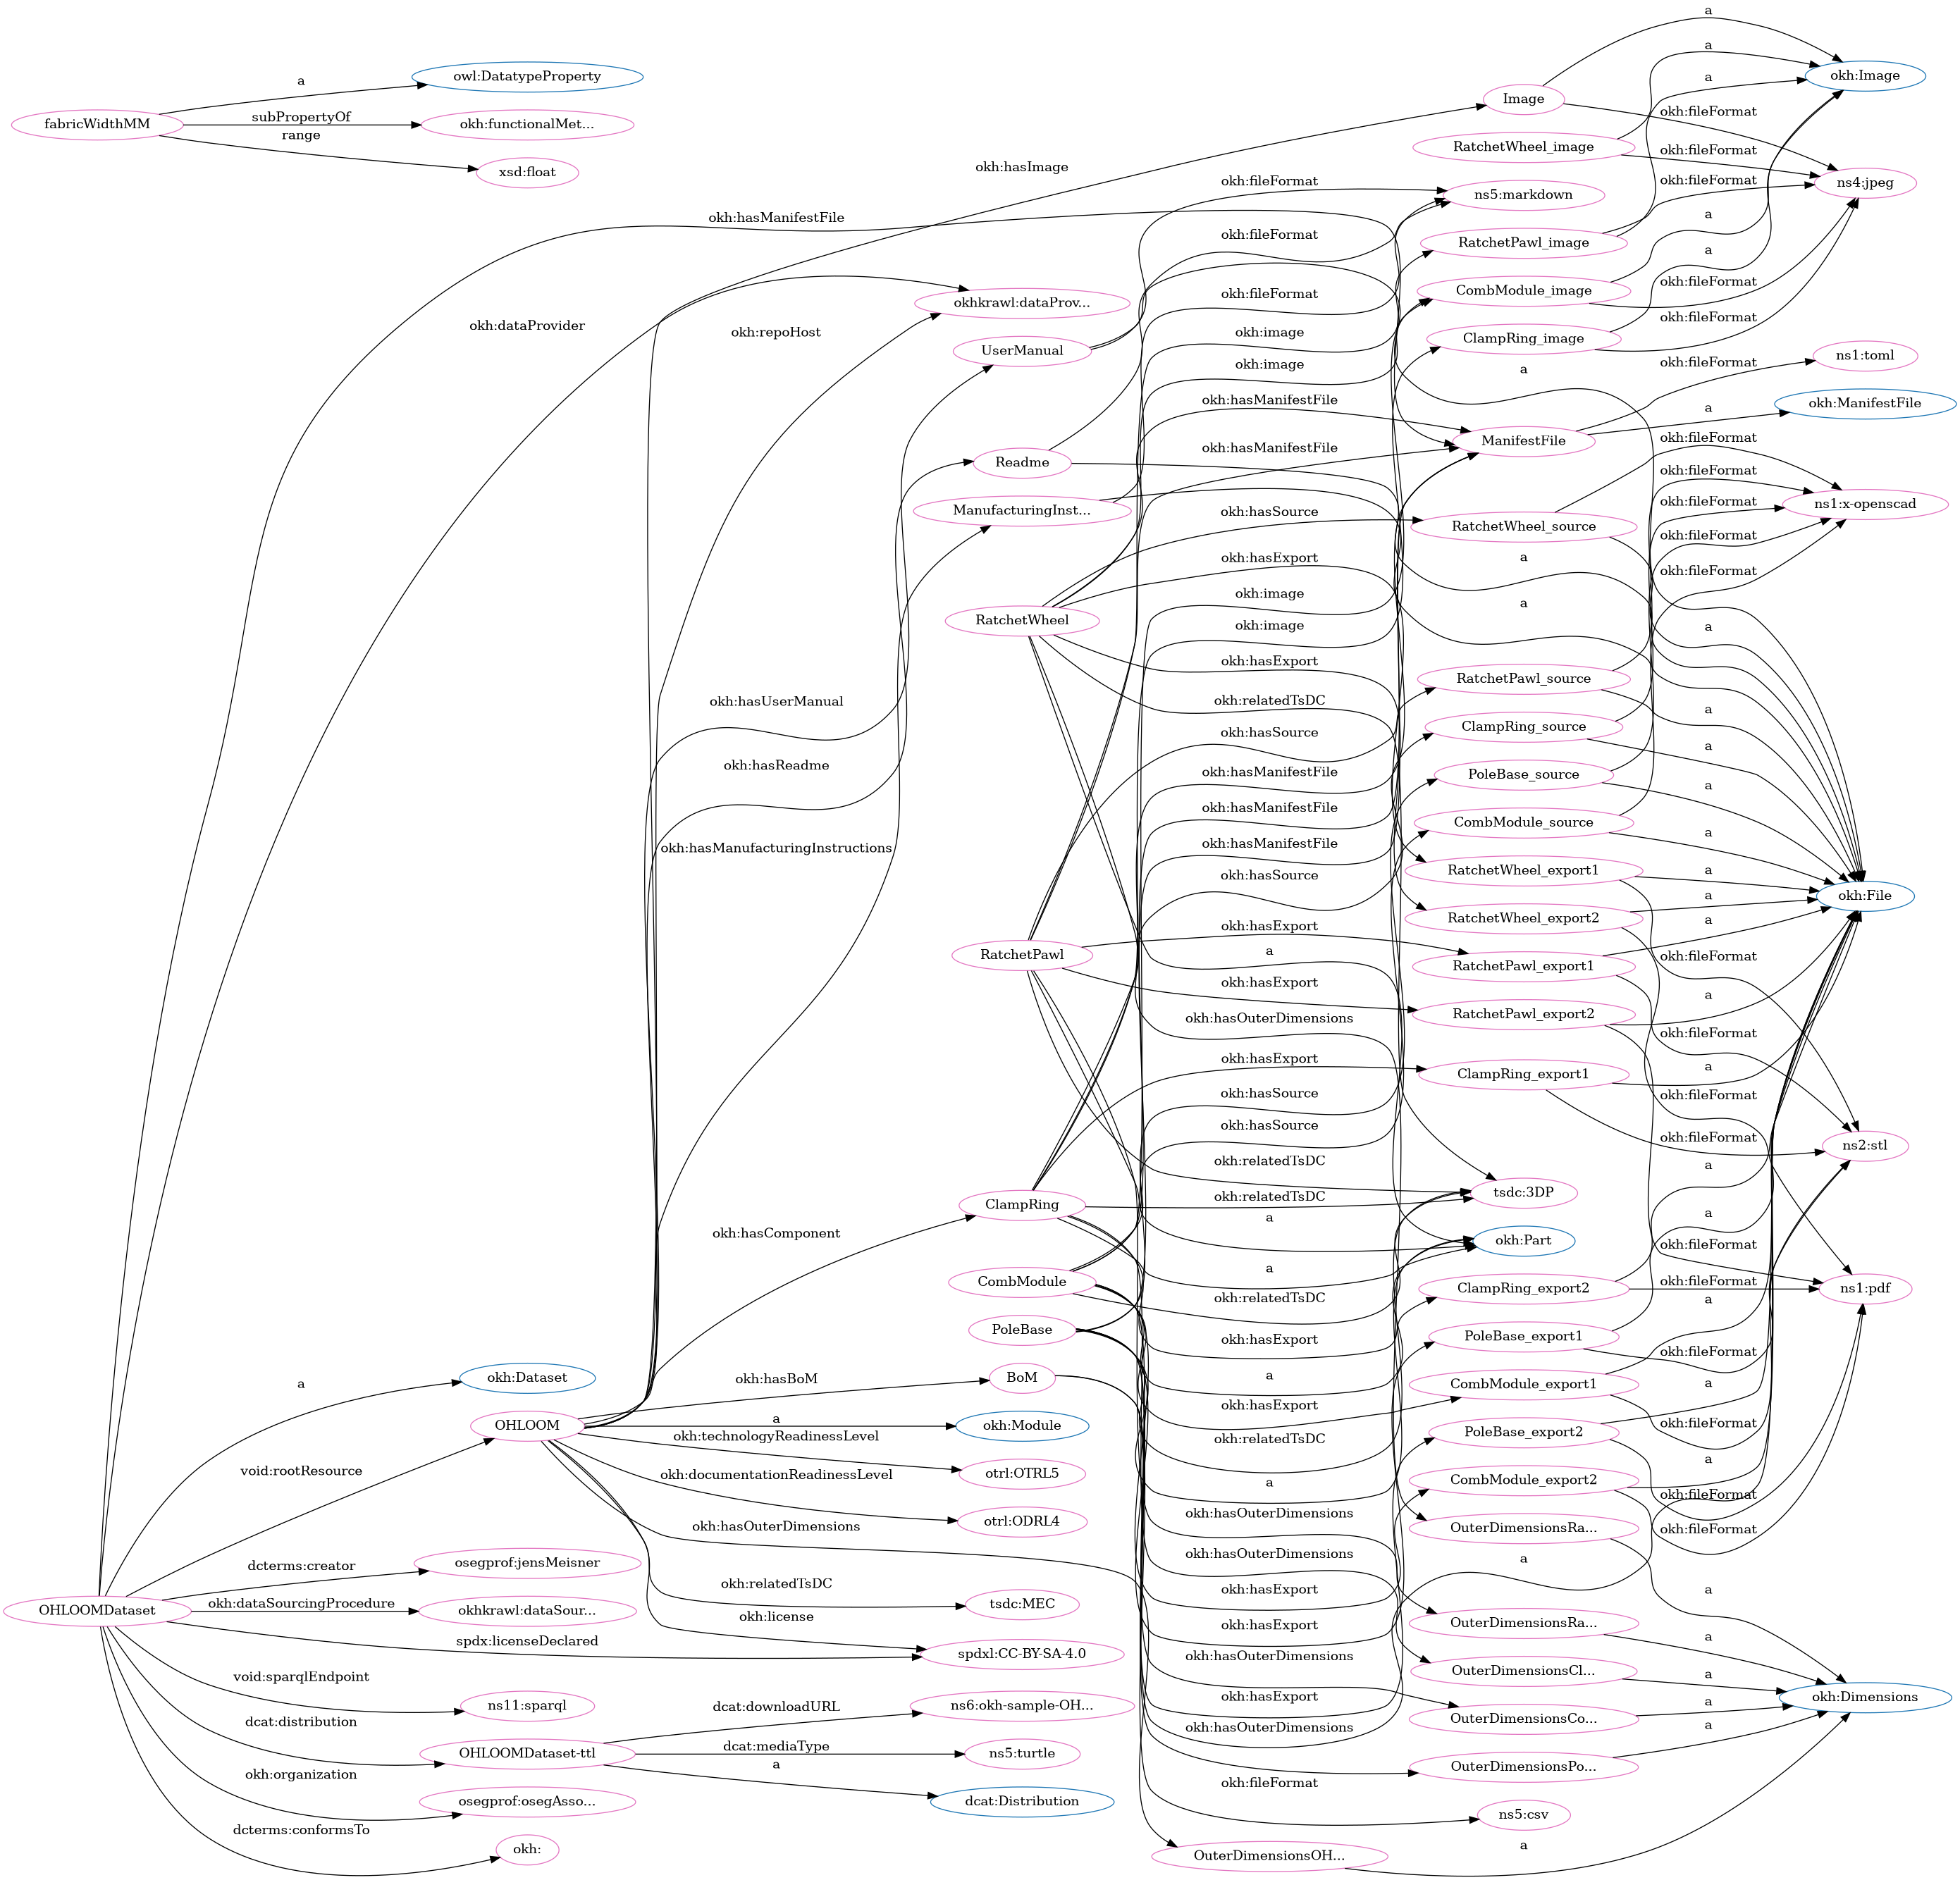 a
okh:Image
owl:DatatypeProperty
a
a
Image
fabricWidthMM
subPropertyOf
okh:functionalMet...
range
xsd:float
okh:hasImage
a
okh:fileFormat
RatchetWheel_image
okh:fileFormat
ns4:jpeg
okh:fileFormat
ns5:markdown
okh:fileFormat
okh:hasManifestFile
a
okh:fileFormat
RatchetPawl_image
a
okh:fileFormat
CombModule_image
okh:fileFormat
okhkrawl:dataProv...
okh:fileFormat
okh:dataProvider
okh:repoHost
okh:image
ClampRing_image
UserManual
ns1:toml
okh:image
a
okh:fileFormat
okh:hasManifestFile
a
okh:ManifestFile
okh:hasManifestFile
ManifestFile
okh:fileFormat
Readme
okh:fileFormat
okh:fileFormat
ns1:x-openscad
ManufacturingInst...
okh:hasSource
RatchetWheel_source
okh:fileFormat
okh:hasExport
a
okh:fileFormat
okh:image
a
RatchetWheel
okh:image
a
okh:hasExport
RatchetPawl_source
okh:hasUserManual
okh:relatedTsDC
a
okh:hasSource
ClampRing_source
a
okh:hasReadme
okh:hasManifestFile
PoleBase_source
a
okh:hasManifestFile
CombModule_source
a
okh:hasManufacturingInstructions
okh:hasManifestFile
okh:hasSource
RatchetWheel_export1
a
okh:File
RatchetWheel_export2
a
okh:hasExport
a
RatchetPawl
a
RatchetPawl_export1
okh:fileFormat
okh:hasExport
a
okh:hasOuterDimensions
RatchetPawl_export2
okh:fileFormat
okh:hasExport
ClampRing_export1
a
okh:hasSource
okh:fileFormat
okh:hasSource
okh:fileFormat
ns2:stl
okh:relatedTsDC
a
tsdc:3DP
okh:relatedTsDC
ClampRing
okh:hasComponent
a
a
okh:Part
okh:fileFormat
a
CombModule
ClampRing_export2
okh:fileFormat
ns1:pdf
okh:relatedTsDC
a
PoleBase
okh:hasExport
PoleBase_export1
okh:fileFormat
okh:hasBoM
BoM
a
okh:Dataset
a
CombModule_export1
a
okh:hasExport
a
OHLOOM
okh:Module
okh:fileFormat
okh:technologyReadinessLevel
okh:relatedTsDC
PoleBase_export2
void:rootResource
okh:documentationReadinessLevel
otrl:OTRL5
a
CombModule_export2
a
okh:fileFormat
okh:hasOuterDimensions
otrl:ODRL4
okh:hasOuterDimensions
OuterDimensionsRa...
okh:fileFormat
dcterms:creator
osegprof:jensMeisner
okh:hasOuterDimensions
a
okh:relatedTsDC
okh:hasExport
a
OHLOOMDataset
okh:dataSourcingProcedure
okhkrawl:dataSour...
tsdc:MEC
okh:license
okh:hasExport
OuterDimensionsRa...
a
spdx:licenseDeclared
spdxl:CC-BY-SA-4.0
okh:hasOuterDimensions
OuterDimensionsCl...
a
void:sparqlEndpoint
ns11:sparql
dcat:downloadURL
ns6:okh-sample-OH...
okh:hasExport
okh:Dimensions
a
OuterDimensionsCo...
dcat:distribution
okh:hasOuterDimensions
a
OHLOOMDataset-ttl
dcat:mediaType
ns5:turtle
OuterDimensionsPo...
okh:organization
a
okh:fileFormat
osegprof:osegAsso...
dcat:Distribution
ns5:csv
dcterms:conformsTo
okh:
OuterDimensionsOH...
a